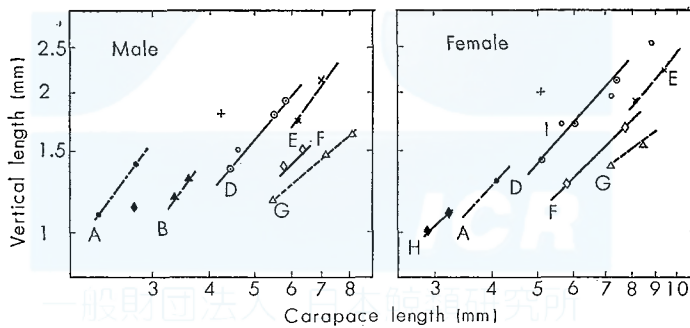 Male
Female
Vertical length (mm)
2.5
2
1.5
1
A
B
D
E
F
G
H
A
D
I
F
G
E
3
4
5
6
7
8
3
4
5
6
7
8
9
10
Carapace length (mm)
ICR
一般財団法人 日本鯨類研究所